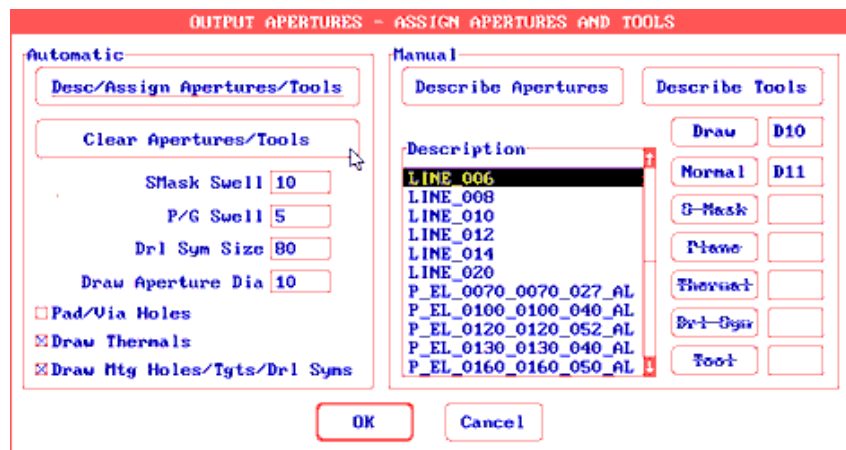 OUTPUT APERTURES - ASSIGN APERTURES AND TOOLS
Automatic
Desc/Assign Apertures/Tools
Clear Apertures/Tools
SMask Swell 10
P/G Swell 5
Drl Sym Size 80
Draw Aperture Dia 10
Pad/Via Holes
Draw Thermals
Draw Mtg Holes/Tgts/Drl Syms
Manual
Describe Apertures
Describe Tools
Description
LINE_006
LINE_008
LINE_010
LINE_012
LINE_014
LINE_020
P_EL_0070_0070_027_AL
P_EL_0100_0100_040_AL
P_EL_0120_0120_052_AL
P_EL_0130_0130_040_AL
P_EL_0160_0160_050_AL
Draw D10
Normal D11
S-Mask
Plane
Thermal
Drl Sym
Tool
OK
Cancel